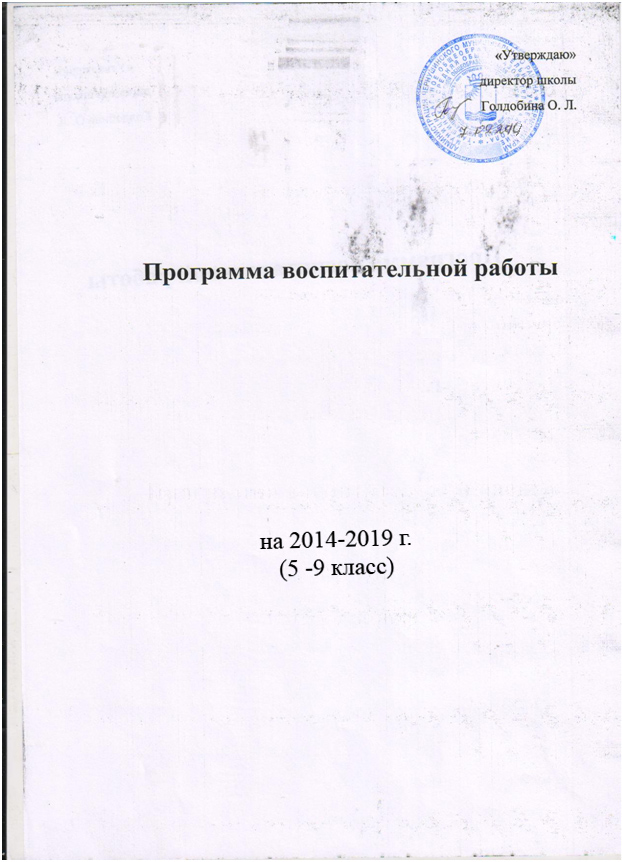 «Утверждаю»
директор школы
Голдобина О. Л.
Программа воспитательной работы
на 2014-2019 г.
(5 -9 класс)